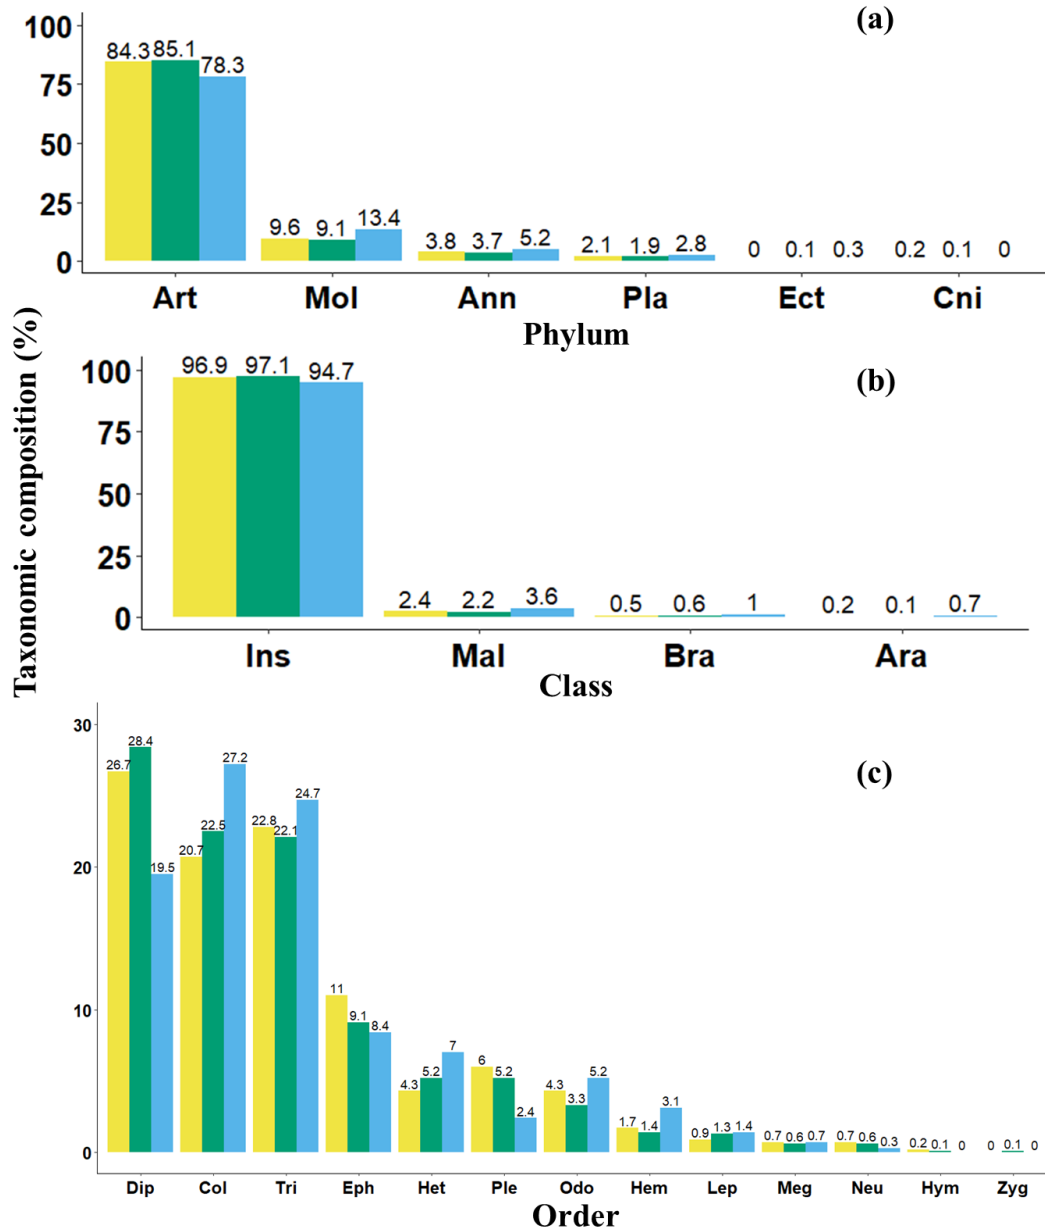 (a)
100
75
50
25
0
84.3 85.1 78.3
9.6 9.1 13.4
3.8 3.7 5.2
2.1 1.9 2.8
0 0.1 0.3
0.2 0.1 0
Art Mol Ann Pla Ect Cni
Phylum
Taxonomic composition (%)
(b)
100
75
50
25
0
96.9 97.1 94.7
2.4 2.2 3.6
0.5 0.6 1
0.2 0.1 0.7
Ins Mal Bra Ara
Class
(c)
30
20
10
0
26.7 28.4 19.5
20.7 22.5 27.2
22.8 22.1 24.7
11 9.1 8.4
4.3 5.2 7
6 5.2 2.4
4.3 3.3 5.2
1.7 1.4 3.1
0.9 1.3 1.4
0.7 0.6 0.7
0.7 0.6 0.3
0.2 0.1 0
0 0.1 0
Dip Col Tri Eph Het Ple Odo Hem Lep Meg Neu Hym Zyg
Order